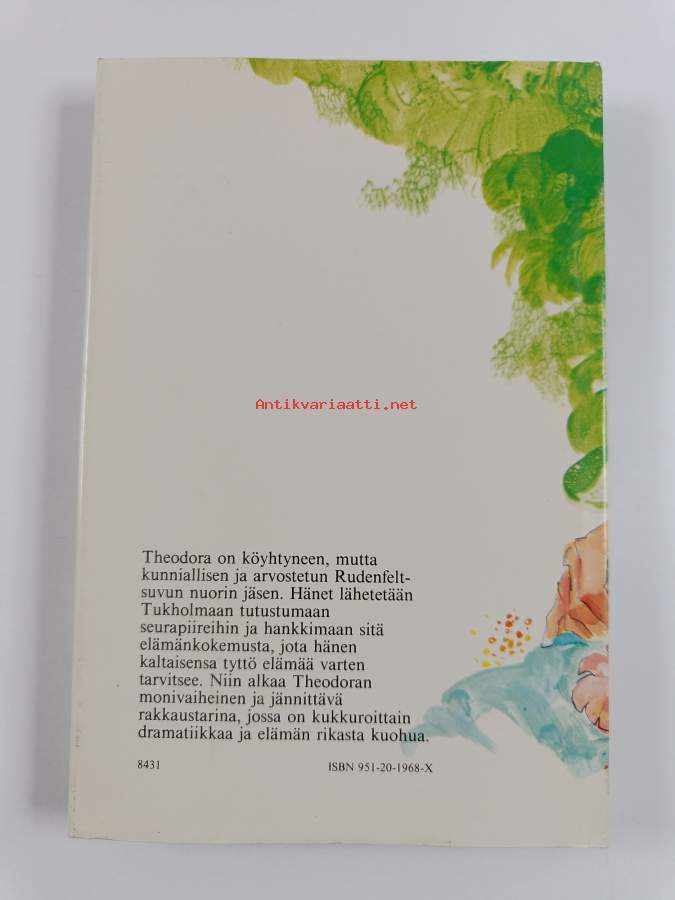 Antikvariaatti.net
Theodora on köyhtyneen, mutta
kunniallisen ja arvostetun Rudenfelt-
suvun nuorin jäsen. Hänet lähetetään
Tukholmaan tutustumaan
seurapiireihin ja hankkimaan sitä
elämänkokemusta, jota hänen
kaltaisensa tyttö elämää varten
tarvitsee. Niin alkaa Theodoran
monivaiheinen ja jännittävä
rakkaustarina, jossa on kukkuroittain
dramatiikkaa ja elämän rikasta kuohua.
8431 ISBN 951-20-1968-X